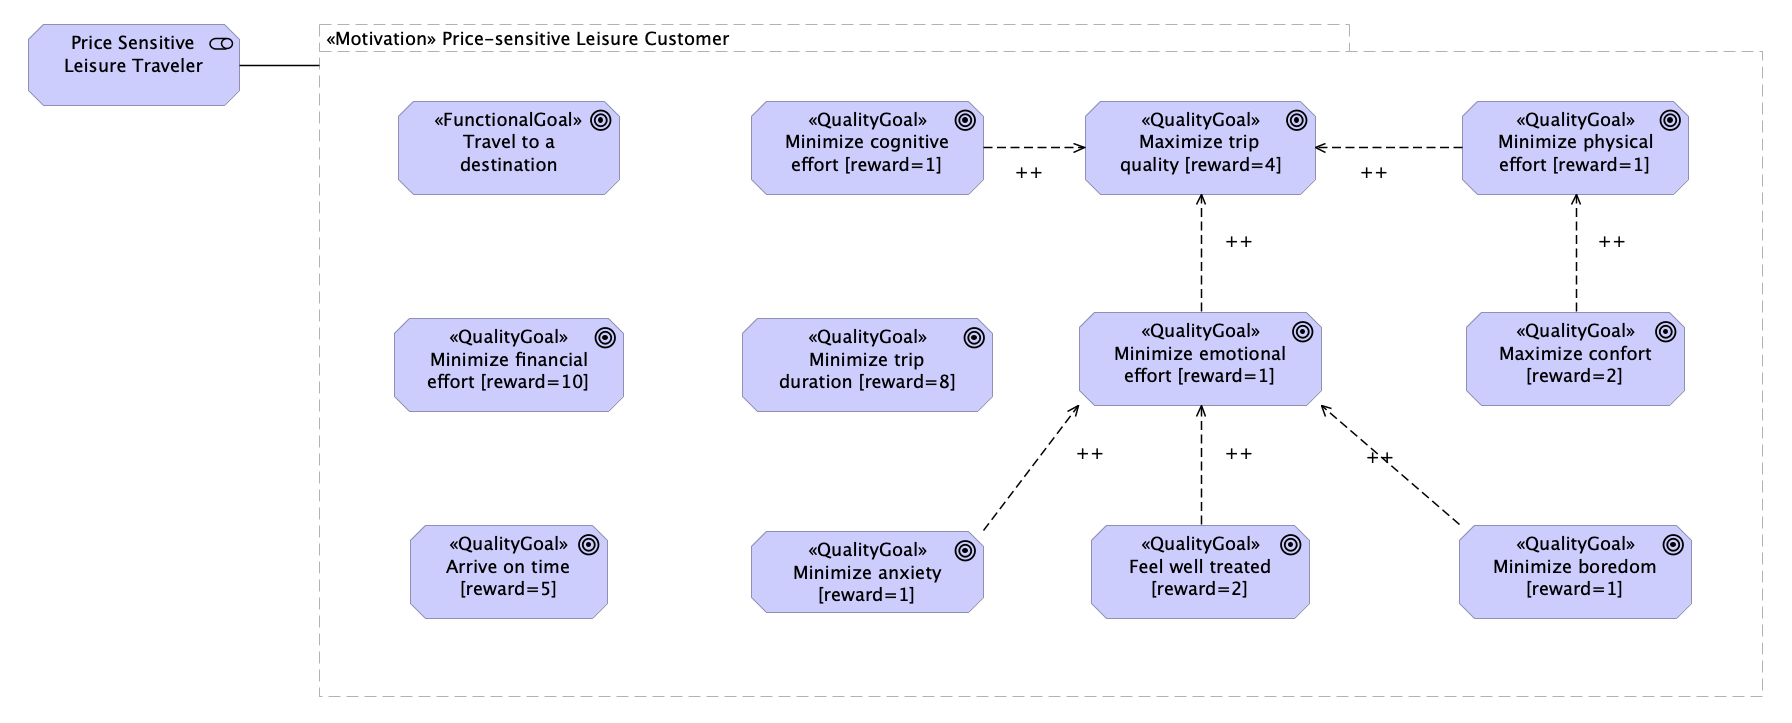 Price Sensitive
Leisure Traveler
«Motivation» Price-sensitive Leisure Customer
«FunctionalGoal»
Travel to a
destination
«QualityGoal»
Minimize cognitive
effort [reward=1]
++
«QualityGoal»
Maximize trip
quality [reward=4]
++
«QualityGoal»
Minimize physical
effort [reward=1]
++
++
«QualityGoal»
Minimize financial
effort [reward=10]
«QualityGoal»
Minimize trip
duration [reward=8]
«QualityGoal»
Minimize emotional
effort [reward=1]
«QualityGoal»
Maximize confort
[reward=2]
++
++
++
«QualityGoal»
Arrive on time
[reward=5]
«QualityGoal»
Minimize anxiety
[reward=1]
«QualityGoal»
Feel well treated
[reward=2]
«QualityGoal»
Minimize boredom
[reward=1]